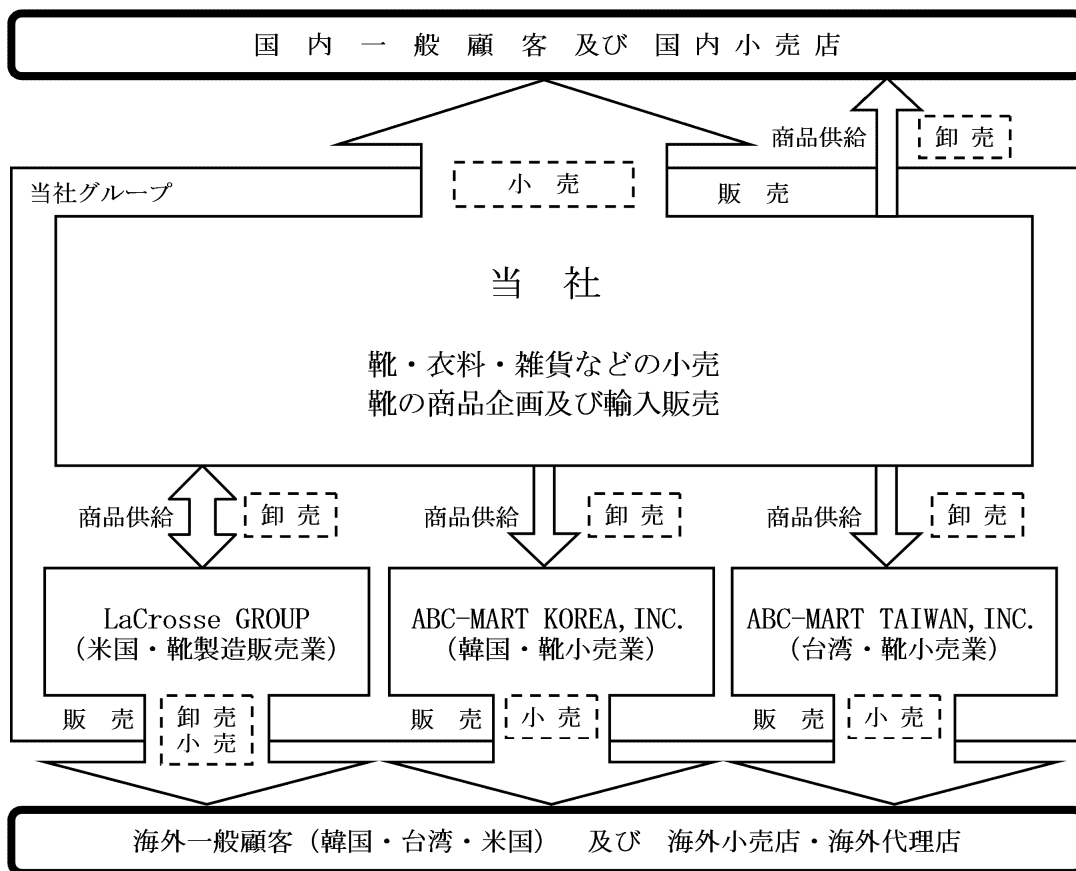 国内一般顧客 及び 国内小売店
商品供給
卸売
当社グループ
小売
販売
当社
靴・衣料・雑貨などの小売
靴の商品企画及び輸入販売
商品供給
卸売
商品供給
卸売
商品供給
卸売
LaCrosse GROUP
（米国・靴製造販売業）
ABC-MART KOREA, INC.
（韓国・靴小売業）
ABC-MART TAIWAN, INC.
（台湾・靴小売業）
販売
卸売
小売
販売
小売
販売
小売
海外一般顧客（韓国・台湾・米国） 及び 海外小売店・海外代理店